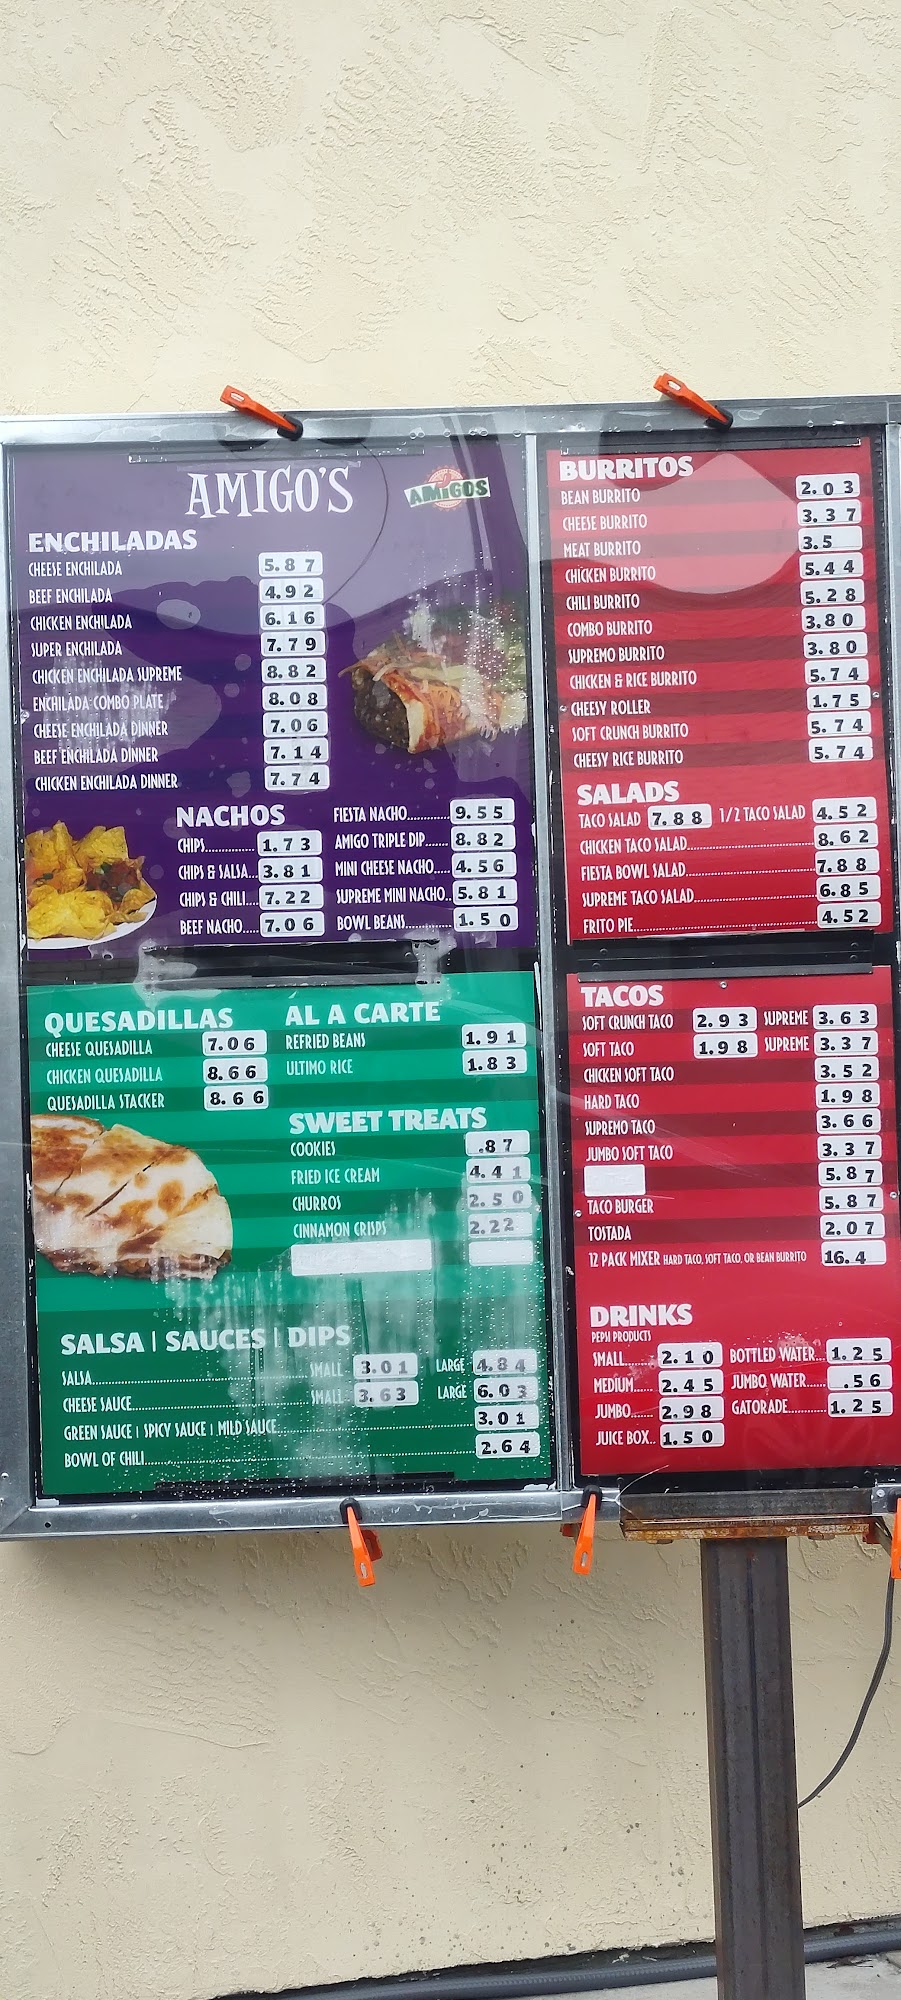 AMIGO'S
AMIGOS
ENCHILADAS
CHEESE ENCHILADA 5.87
BEEF ENCHILADA 4.92
CHICKEN ENCHILADA 6.16
SUPER ENCHILADA 7.79
CHICKEN ENCHILADA SUPREME 8.82
ENCHILADA COMBO PLATE 8.08
CHEESE ENCHILADA DINNER 7.06
BEEF ENCHILADA DINNER 7.14
CHICKEN ENCHILADA DINNER 7.74
NACHOS
CHIPS 1.73
CHIPS & SALSA 3.81
CHIPS & CHILI 7.22
BEEF NACHO 7.06
FIESTA NACHO 9.55
AMIGO TRIPLE DIP 8.82
MINI CHEESE NACHO 4.56
SUPREME MINI NACHO 5.81
BOWL BEANS 1.50
QUESADILLAS
CHEESE QUESADILLA 7.06
CHICKEN QUESADILLA 8.66
QUESADILLA STACKER 8.66
AL A CARTE
REFRIED BEANS 1.91
ULTIMO RICE 1.83
SWEET TREATS
COOKIES .87
FRIED ICE CREAM 4.41
CHURROS 2.50
CINNAMON CRISPS 2.22
SALSA | SAUCES | DIPS
SALSA SMALL 3.01 LARGE 4.84
CHEESE SAUCE SMALL 3.63 LARGE 6.03
GREEN SAUCE | SPICY SAUCE | MILD SAUCE 3.01
BOWL OF CHILI 2.64
BURRITOS
BEAN BURRITO 2.03
CHEESE BURRITO 3.37
MEAT BURRITO 3.5
CHICKEN BURRITO 5.44
CHILI BURRITO 5.28
COMBO BURRITO 3.80
SUPREMO BURRITO 3.80
CHICKEN & RICE BURRITO 5.74
CHEESY ROLLER 1.75
SOFT CRUNCH BURRITO 5.74
CHEESY RICE BURRITO 5.74
SALADS
TACO SALAD 7.88 1/2 TACO SALAD 4.52
CHICKEN TACO SALAD 8.62
FIESTA BOWL SALAD 7.88
SUPREME TACO SALAD 6.85
FRITO PIE 4.52
TACOS
SOFT CRUNCH TACO 2.93 SUPREME 3.63
SOFT TACO 1.98 SUPREME 3.37
CHICKEN SOFT TACO 3.52
HARD TACO 1.98
SUPREMO TACO 3.66
JUMBO SOFT TACO 3.37
5.87
TACO BURGER 5.87
TOSTADA 2.07
12 PACK MIXER HARD TACO, SOFT TACO, OR BEAN BURRITO 16.4
DRINKS
PEPSI PRODUCTS
SMALL 2.10 BOTTLED WATER 1.25
MEDIUM 2.45 JUMBO WATER .56
JUMBO 2.98 GATORADE 1.25
JUICE BOX 1.50